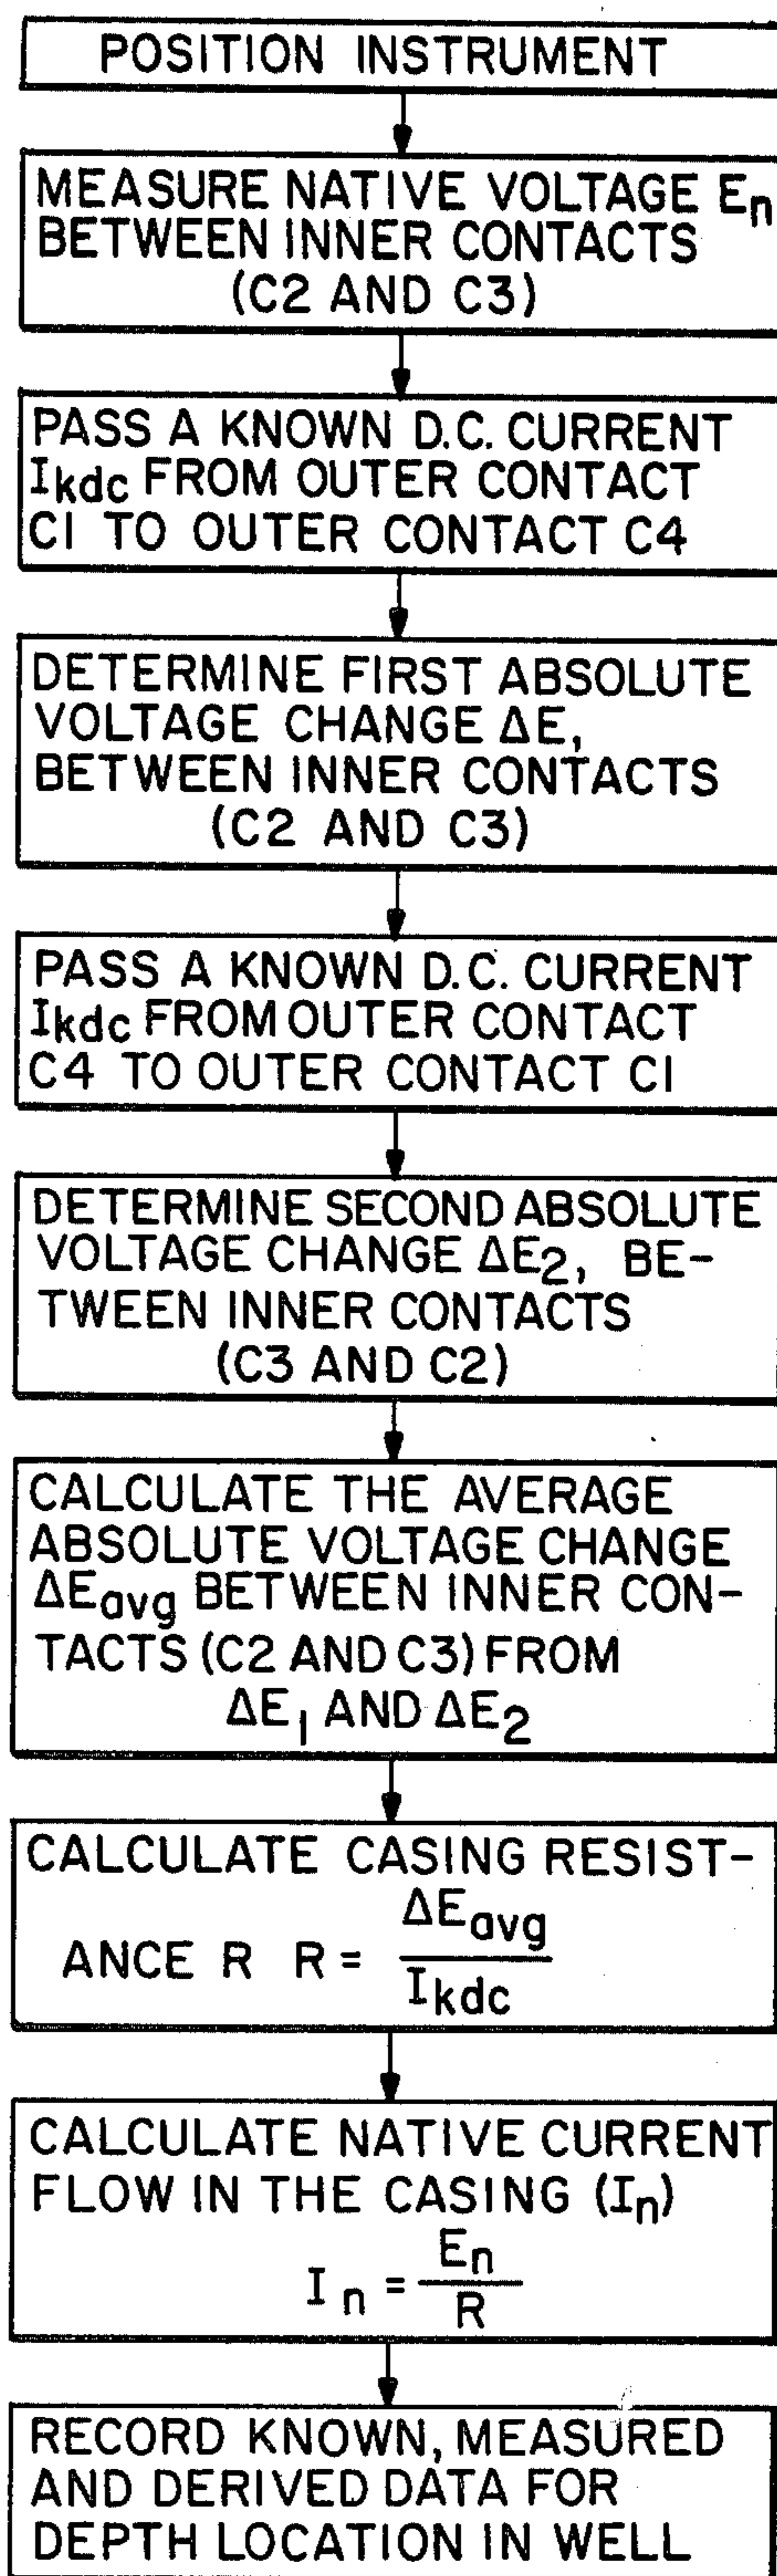 POSITION INSTRUMENT
MEASURE NATIVE VOLTAGE En
BETWEEN INNER CONTACTS
(C2 AND C3)
PASS A KNOWN D.C. CURRENT
Ikdc FROM OUTER CONTACT
C1 TO OUTER CONTACT C4
DETERMINE FIRST ABSOLUTE
VOLTAGE CHANGE ΔE,
BETWEEN INNER CONTACTS
(C2 AND C3)
PASS A KNOWN D.C. CURRENT
Ikdc FROM OUTER CONTACT
C4 TO OUTER CONTACT C1
DETERMINE SECOND ABSOLUTE
VOLTAGE CHANGE ΔE2, BE-
TWEEN INNER CONTACTS
(C3 AND C2)
CALCULATE THE AVERAGE
ABSOLUTE VOLTAGE CHANGE
ΔEavg BETWEEN INNER CON-
TACTS (C2 AND C3) FROM
ΔE1 AND ΔE2
CALCULATE CASING RESIST-
ANCE R R = ΔEavg / Ikdc
CALCULATE NATIVE CURRENT
FLOW IN THE CASING (In)
In = En / R
RECORD KNOWN, MEASURED
AND DERIVED DATA FOR
DEPTH LOCATION IN WELL